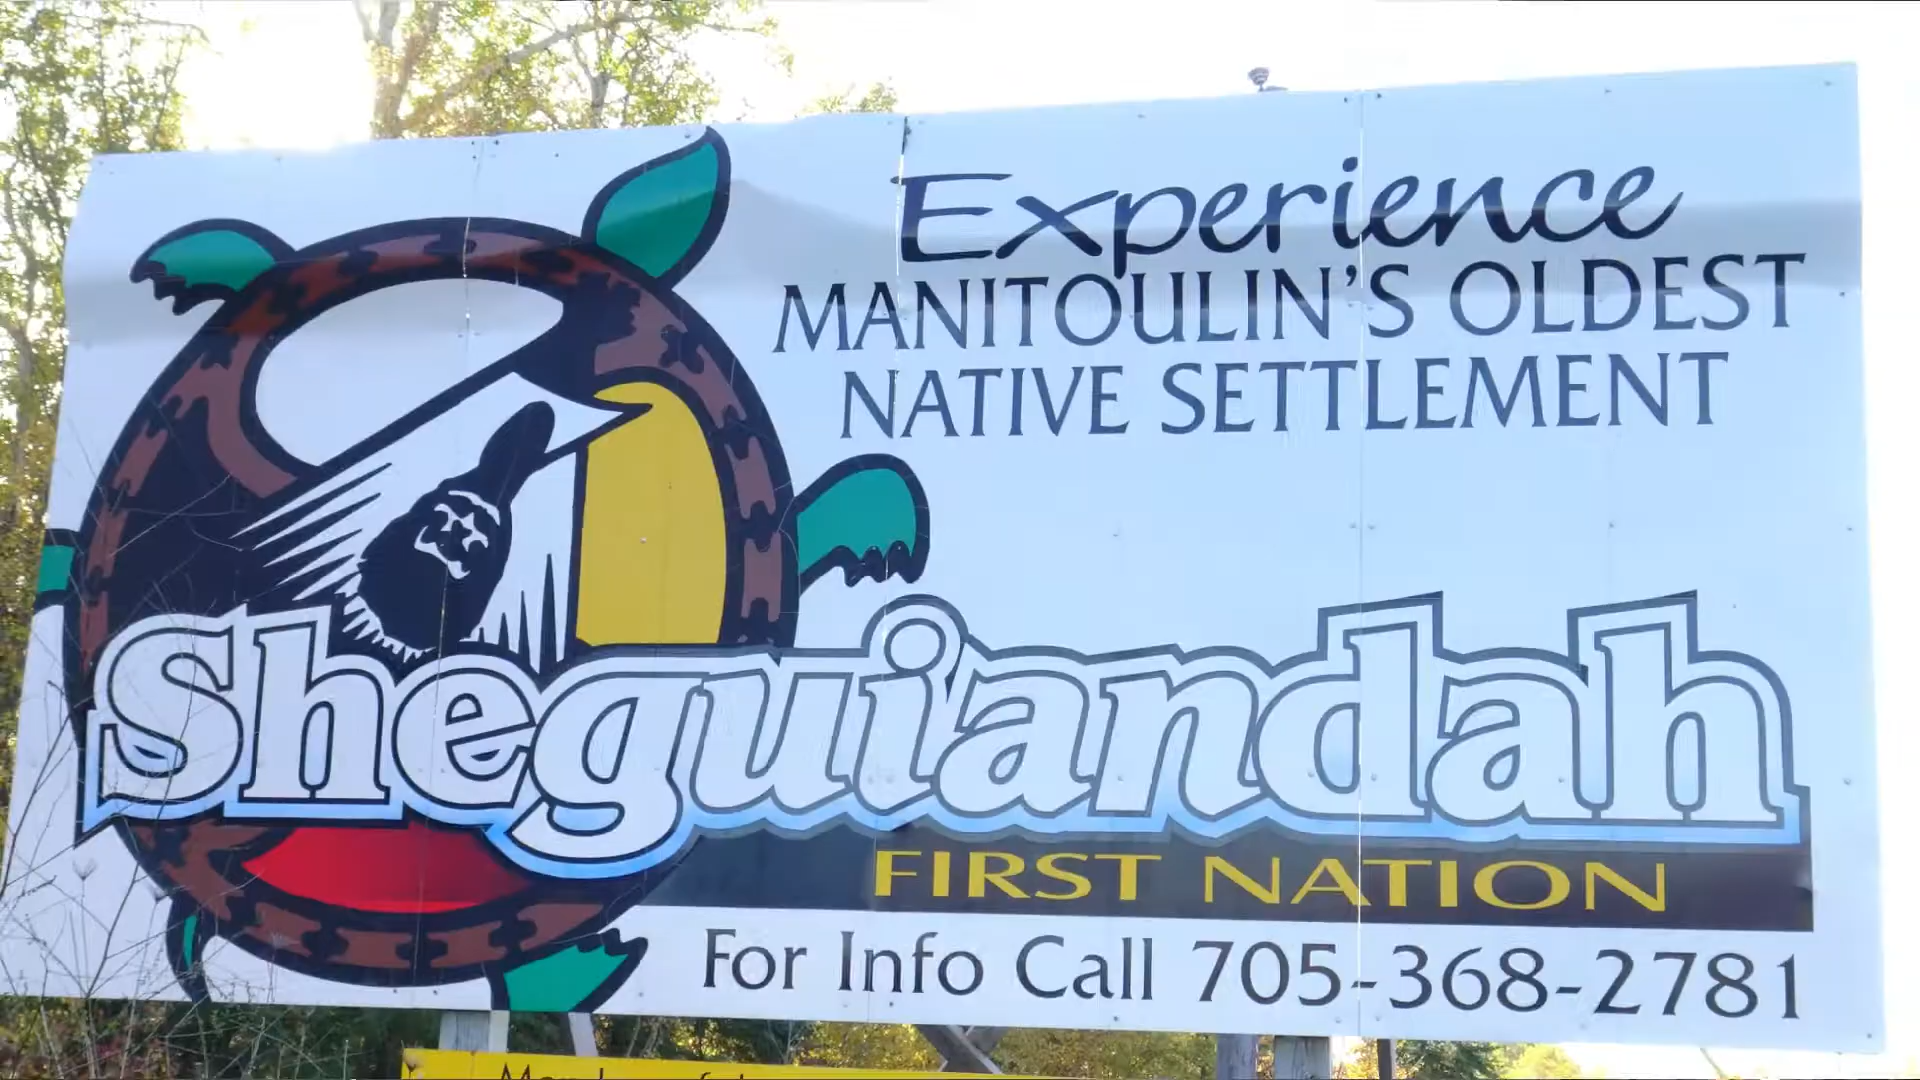 Experience
MANITOULIN'S OLDEST
NATIVE SETTLEMENT
Sheguiandah
FIRST NATION
For Info Call 705-368-2781